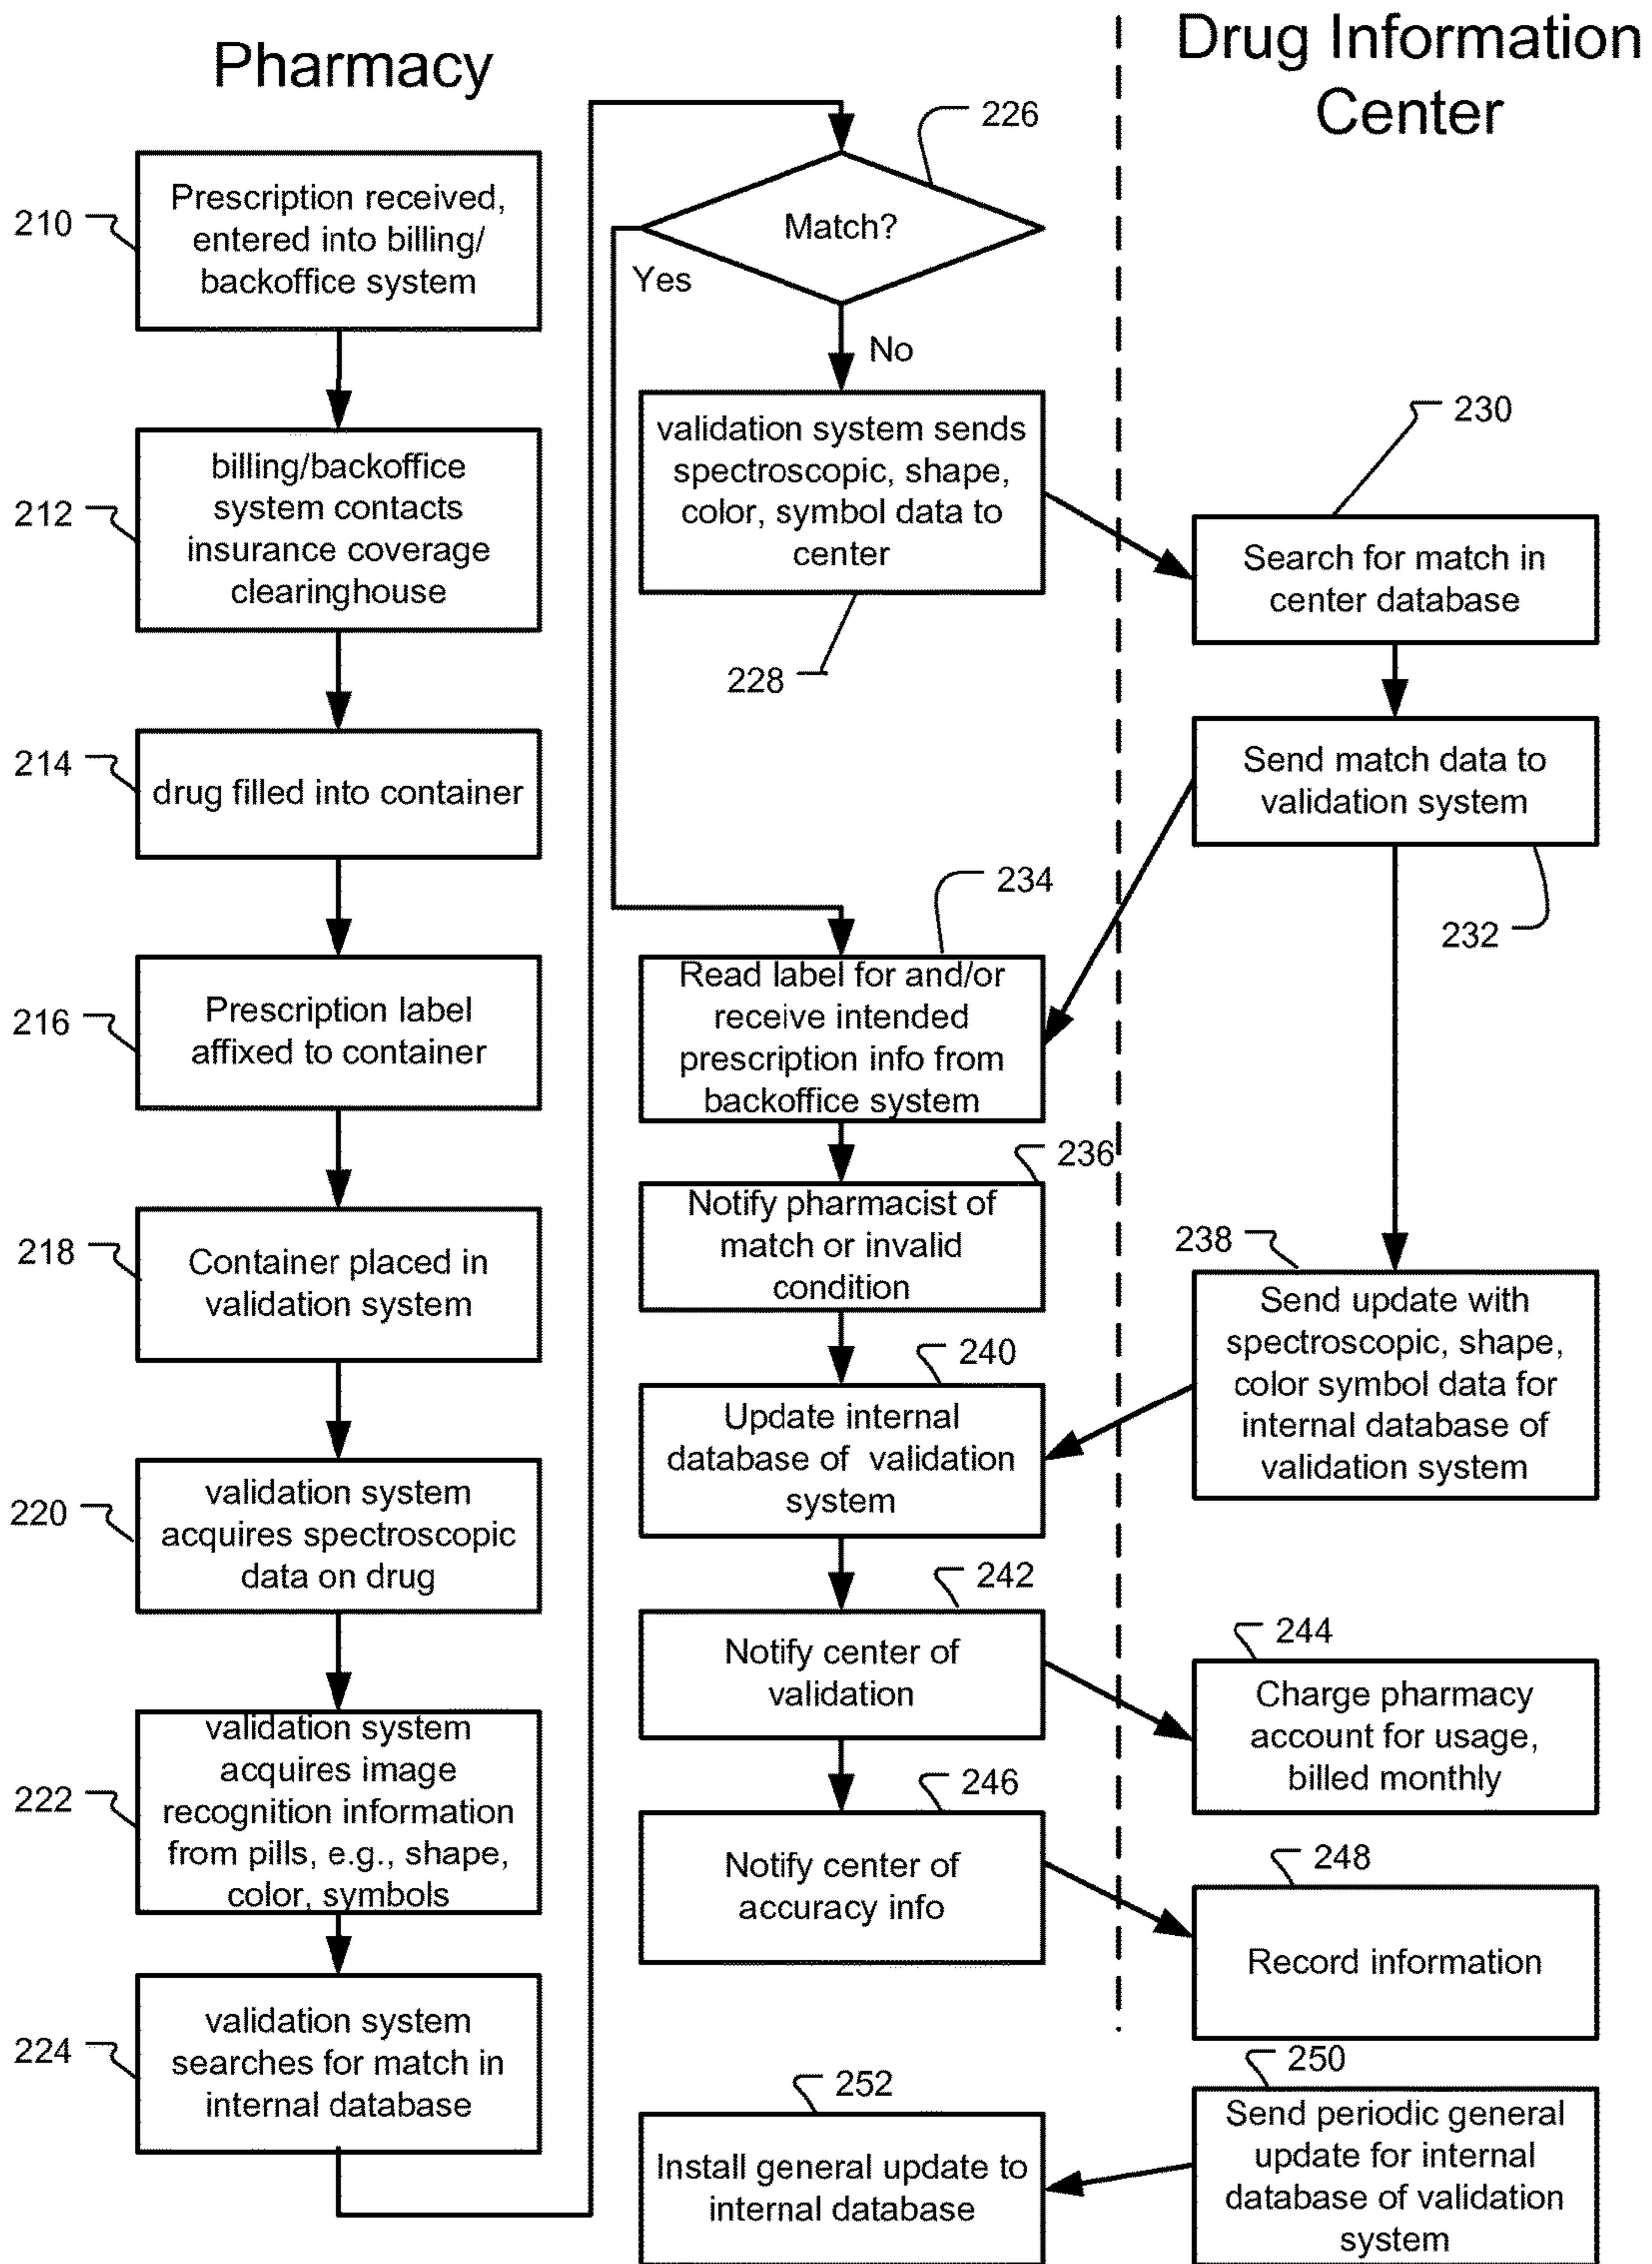 Pharmacy
210
Prescription received,
entered into billing/
backoffice system
212
billing/backoffice
system contacts
insurance coverage
clearinghouse
214
drug filled into container
216
Prescription label
affixed to container
218
Container placed in
validation system
220
validation system
acquires spectroscopic
data on drug
222
validation system
acquires image
recognition information
from pills, e.g., shape,
color, symbols
224
validation system
searches for match in
internal database
226
Match?
Yes
No
validation system sends
spectroscopic, shape,
color, symbol data to
center
228
234
Read label for and/or
receive intended
prescription info from
backoffice system
236
Notify pharmacist of
match or invalid
condition
240
Update internal
database of validation
system
242
Notify center of
validation
246
Notify center of
accuracy info
252
Install general update to
internal database
Drug Information
Center
230
Search for match in
center database
Send match data to
validation system
232
238
Send update with
spectroscopic, shape,
color symbol data for
internal database of
validation system
244
Charge pharmacy
account for usage,
billed monthly
248
Record information
250
Send periodic general
update for internal
database of validation
system